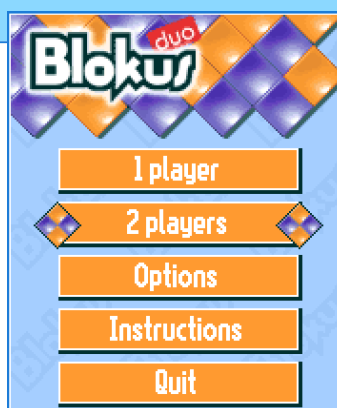 duo
Blokus
1 player
2 players
Options
Instructions
Quit